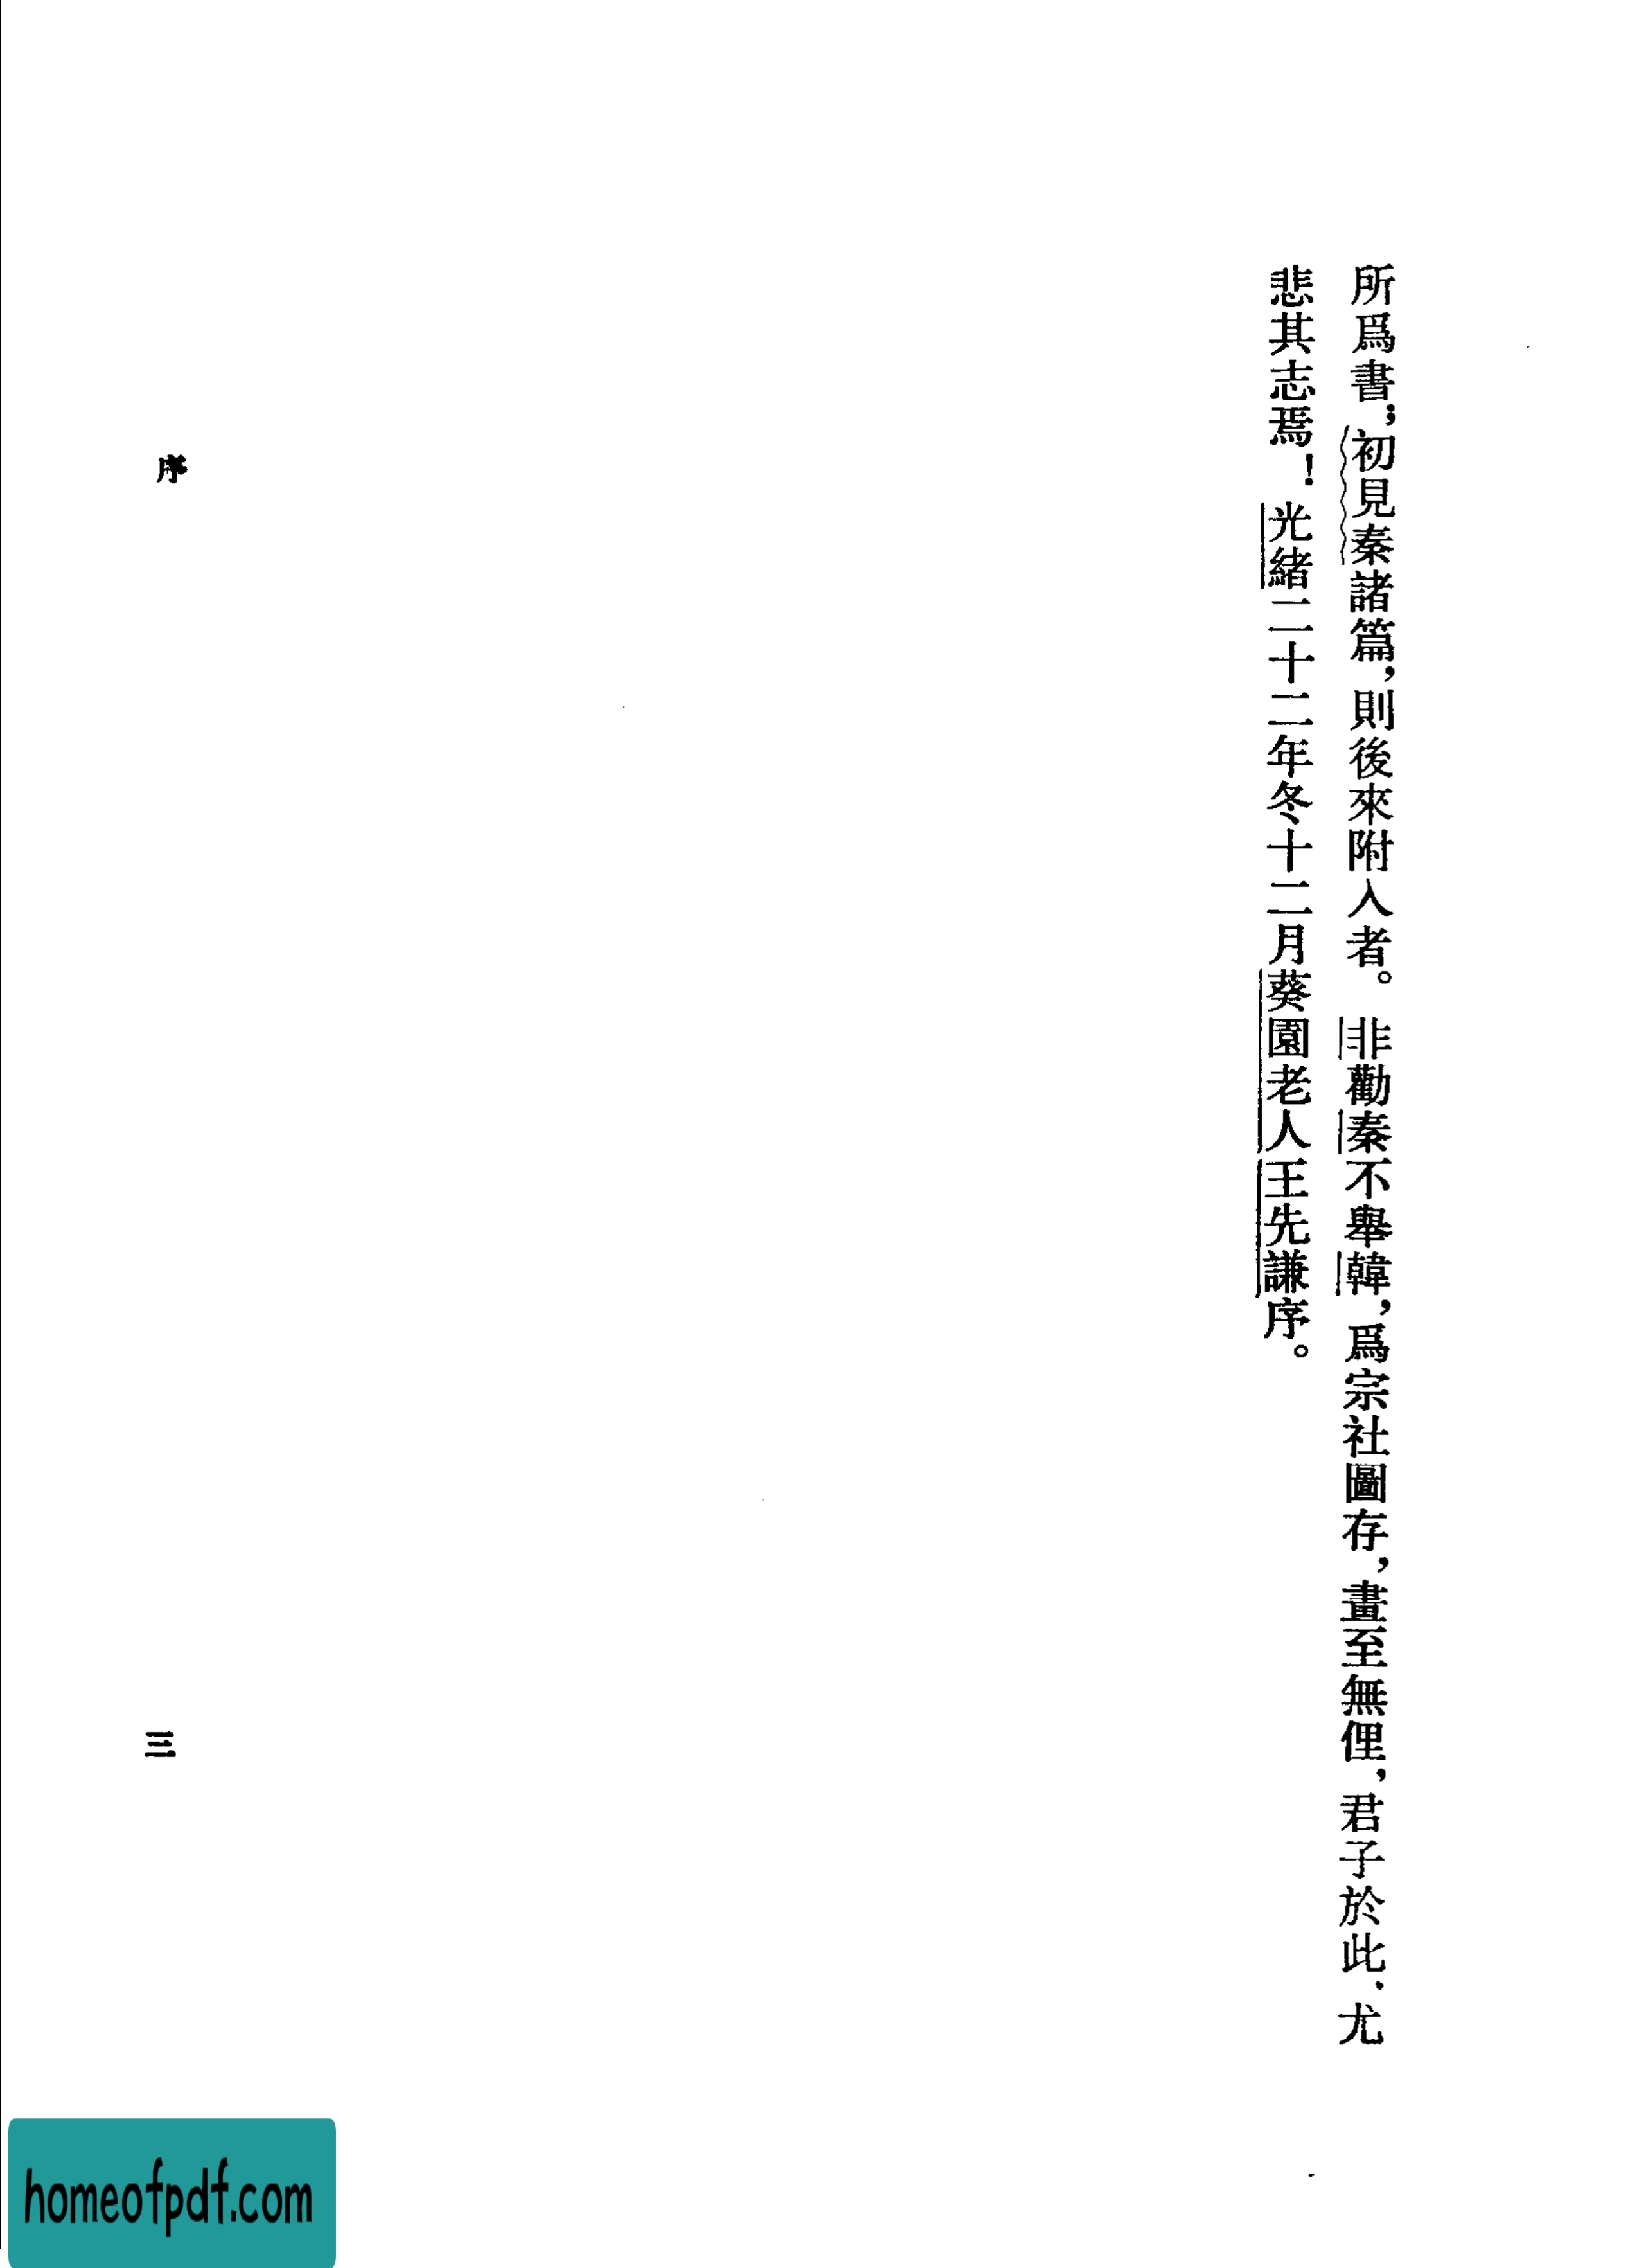 所爲書；初見秦諸篇，則後來附入者。非勸秦不舉韓，爲宗社圖存，畫至無俚，君子於此，尤
悲其志焉！光緒二十二年冬十二月葵園老人王先謙序。
序
三
homeofpdf.com